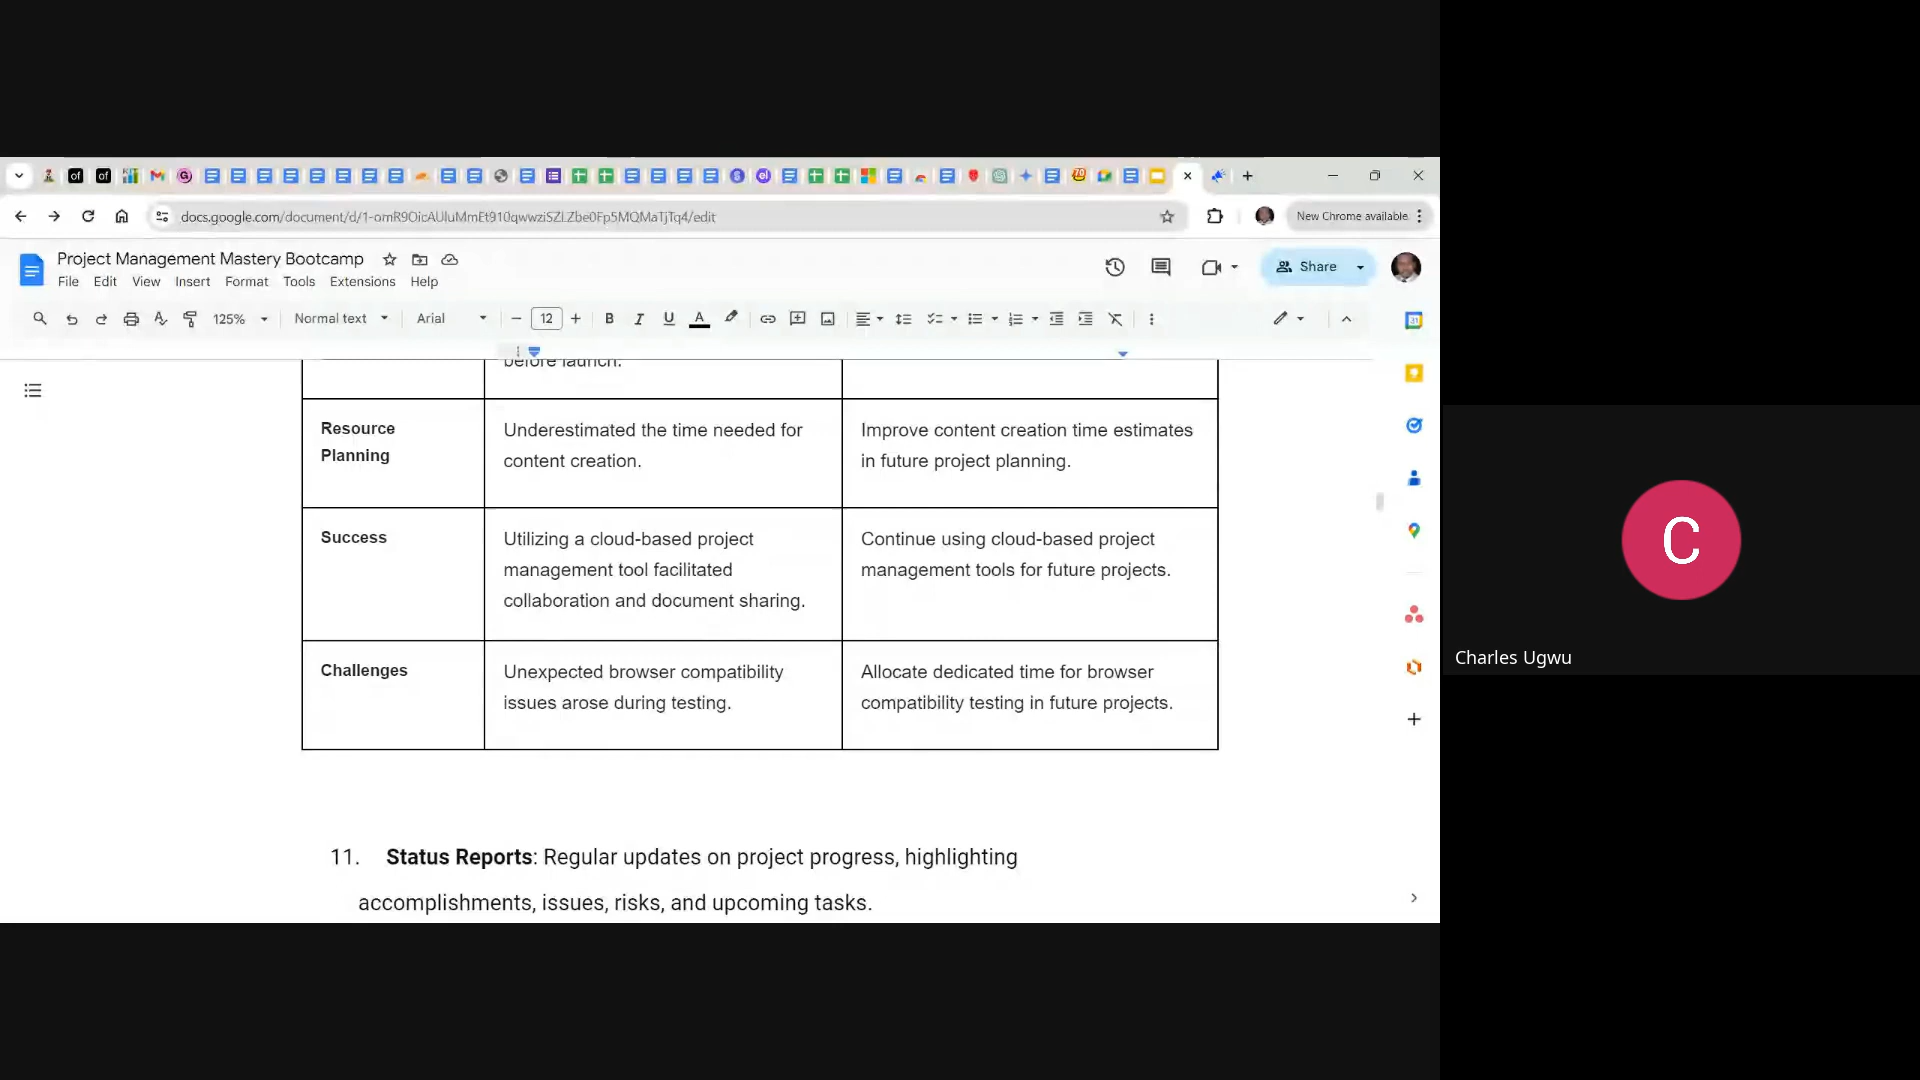 docs.google.com/document/d/1-omR9OicAUluMmEt910qwwziSZLZbe0Fp5MQMaTjTq4/edit
New Chrome available
Project Management Mastery Bootcamp
File Edit View Insert Format Tools Extensions Help
Share
125% Normal text Arial 12
before launch.
Resource
Planning
Underestimated the time needed for
content creation.
Improve content creation time estimates
in future project planning.
Success
Utilizing a cloud-based project
management tool facilitated
collaboration and document sharing.
Continue using cloud-based project
management tools for future projects.
Challenges
Unexpected browser compatibility
issues arose during testing.
Allocate dedicated time for browser
compatibility testing in future projects.
11. Status Reports: Regular updates on project progress, highlighting
accomplishments, issues, risks, and upcoming tasks.
C
Charles Ugwu